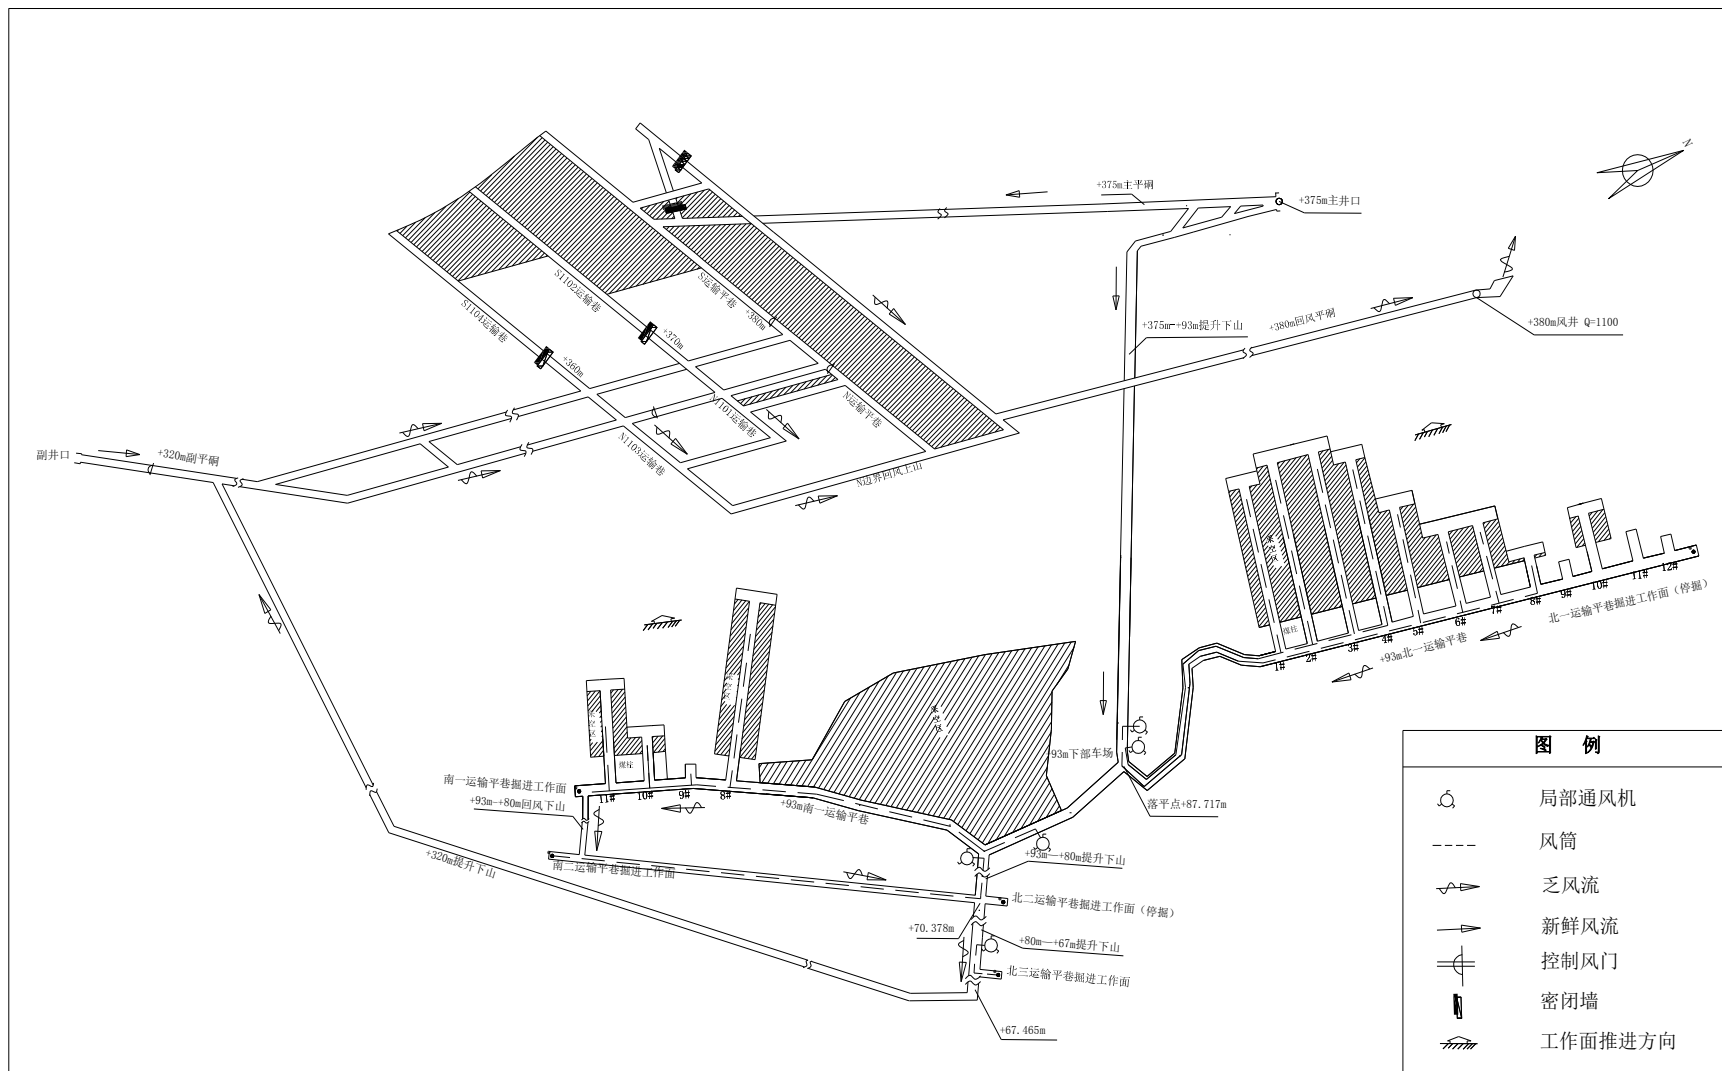 N
+375m主平硐
+375m主井口
S1102运输巷
S运输平巷
+380m
S1104运输巷
+370m
+360m
+375m-+93m提升下山
+380m回风平硐
+380m风井 Q=1100
N1101运输巷
N运输平巷
N1103运输巷
N边界回风上山
副井口
+320m副平硐
采空区
煤柱
1#
2#
3#
4#
5#
6#
7#
8#
9#
10#
11#
12#
北一运输平巷掘进工作面（停掘）
+93m北一运输平巷
采空区
煤柱
南一运输平巷掘进工作面
11#
10#
9#
8#
+93m-+80m回风下山
+93m南一运输平巷
+93m下部车场
落平点+87.717m
+320m提升下山
南二运输平巷掘进工作面
+93m—+80m提升下山
北二运输平巷掘进工作面（停掘）
+70.378m
+80m—+67m提升下山
北三运输平巷掘进工作面
+67.465m
图 例
局部通风机
风筒
乏风流
新鲜风流
控制风门
密闭墙
工作面推进方向